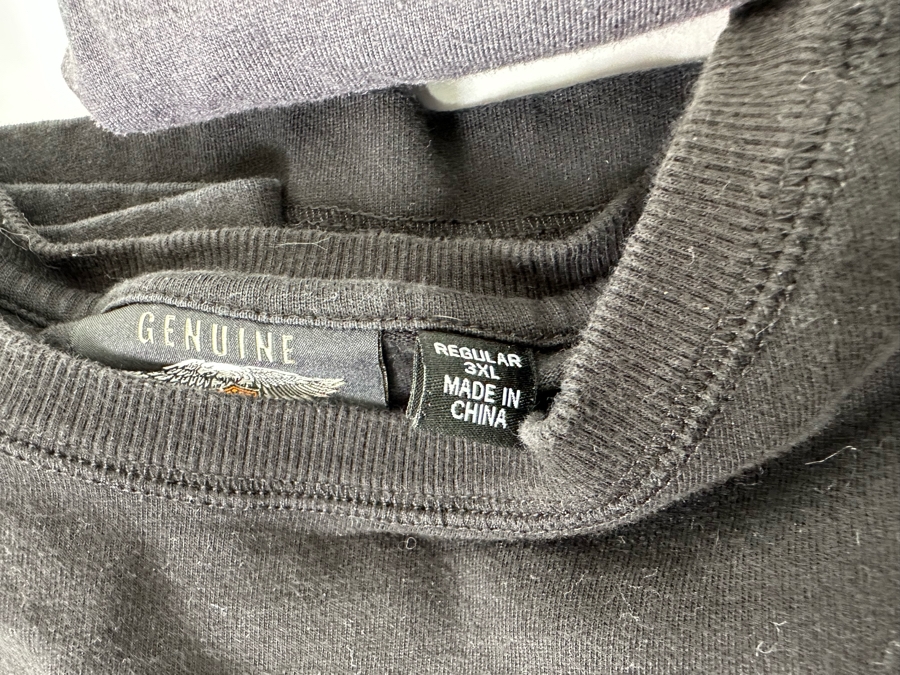 GENUINE
REGULAR
3XL
MADE IN
CHINA